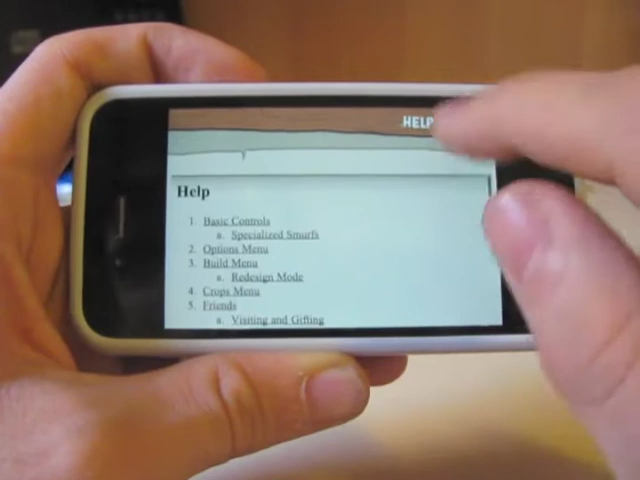 HELP
Help
1. Basic Controls
a. Specialized Smurfs
2. Options Menu
3. Build Menu
a. Redesign Mode
4. Crops Menu
5. Friends
a. Visiting and Gifting